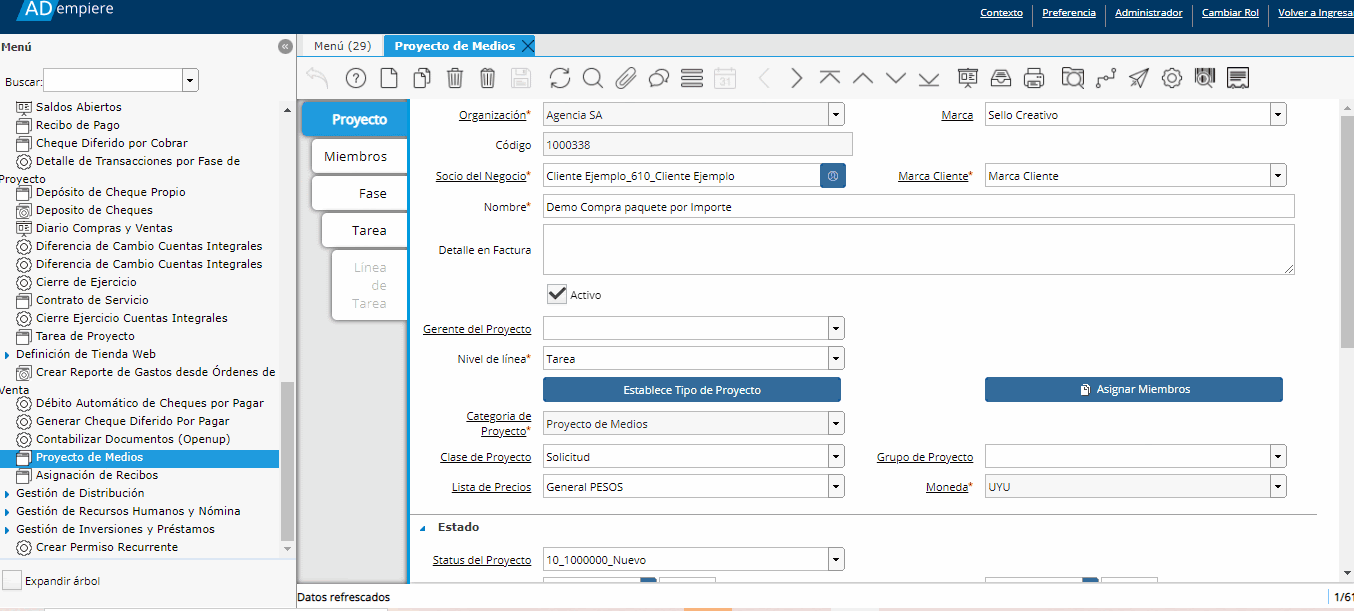 ADempiere
Contexto Preferencia Administrador Cambiar Rol Volver a Ingresa
Menú
Menú (29) Proyecto de Medios
Buscar:
31
Saldos Abiertos
Recibo de Pago
Cheque Diferido por Cobrar
Detalle de Transacciones por Fase de
Proyecto
Depósito de Cheque Propio
Deposito de Cheques
Diario Compras y Ventas
Diferencia de Cambio Cuentas Integrales
Diferencia de Cambio Cuentas Integrales
Cierre de Ejercicio
Contrato de Servicio
Cierre Ejercicio Cuentas Integrales
Tarea de Proyecto
Definición de Tienda Web
Crear Reporte de Gastos desde Órdenes de
Venta
Débito Automático de Cheques por Pagar
Generar Cheque Diferido Por Pagar
Contabilizar Documentos (Openup)
Proyecto de Medios
Asignación de Recibos
Gestión de Distribución
Gestión de Recursos Humanos y Nómina
Gestión de Inversiones y Préstamos
Crear Permiso Recurrente
Expandir árbol
Proyecto
Miembros
Fase
Tarea
Línea
de
Tarea
Organización* Agencia SA Marca Sello Creativo
Código 1000338
Socio del Negocio* Cliente Ejemplo_610_Cliente Ejemplo Marca Cliente* Marca Cliente
Nombre* Demo Compra paquete por Importe
Detalle en Factura
Activo
Gerente del Proyecto
Nivel de línea* Tarea
Establece Tipo de Proyecto Asignar Miembros
Categoria de
Proyecto* Proyecto de Medios
Clase de Proyecto Solicitud Grupo de Proyecto
Lista de Precios General PESOS Moneda* UYU
Estado
Status del Proyecto 10_1000000_Nuevo
Datos refrescados 1/61